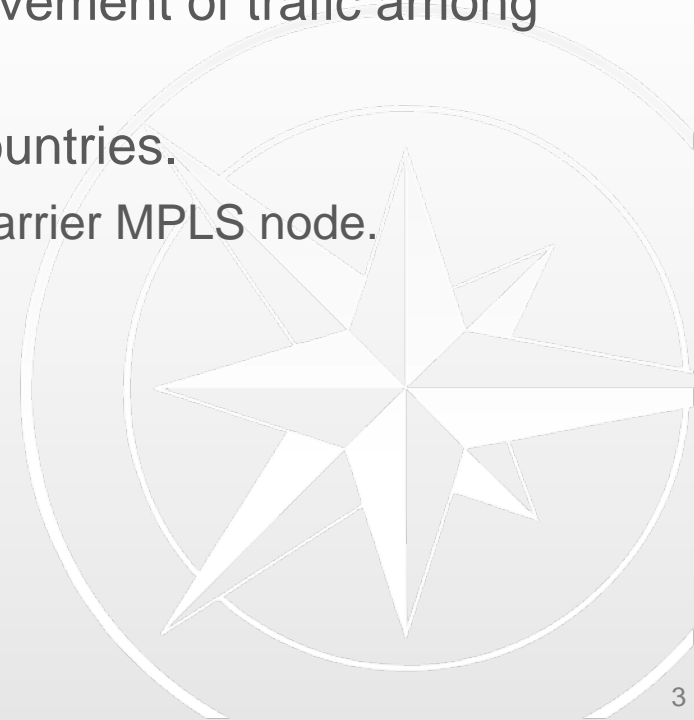 vement of trafic among
ountries.
arrier MPLS node.
3